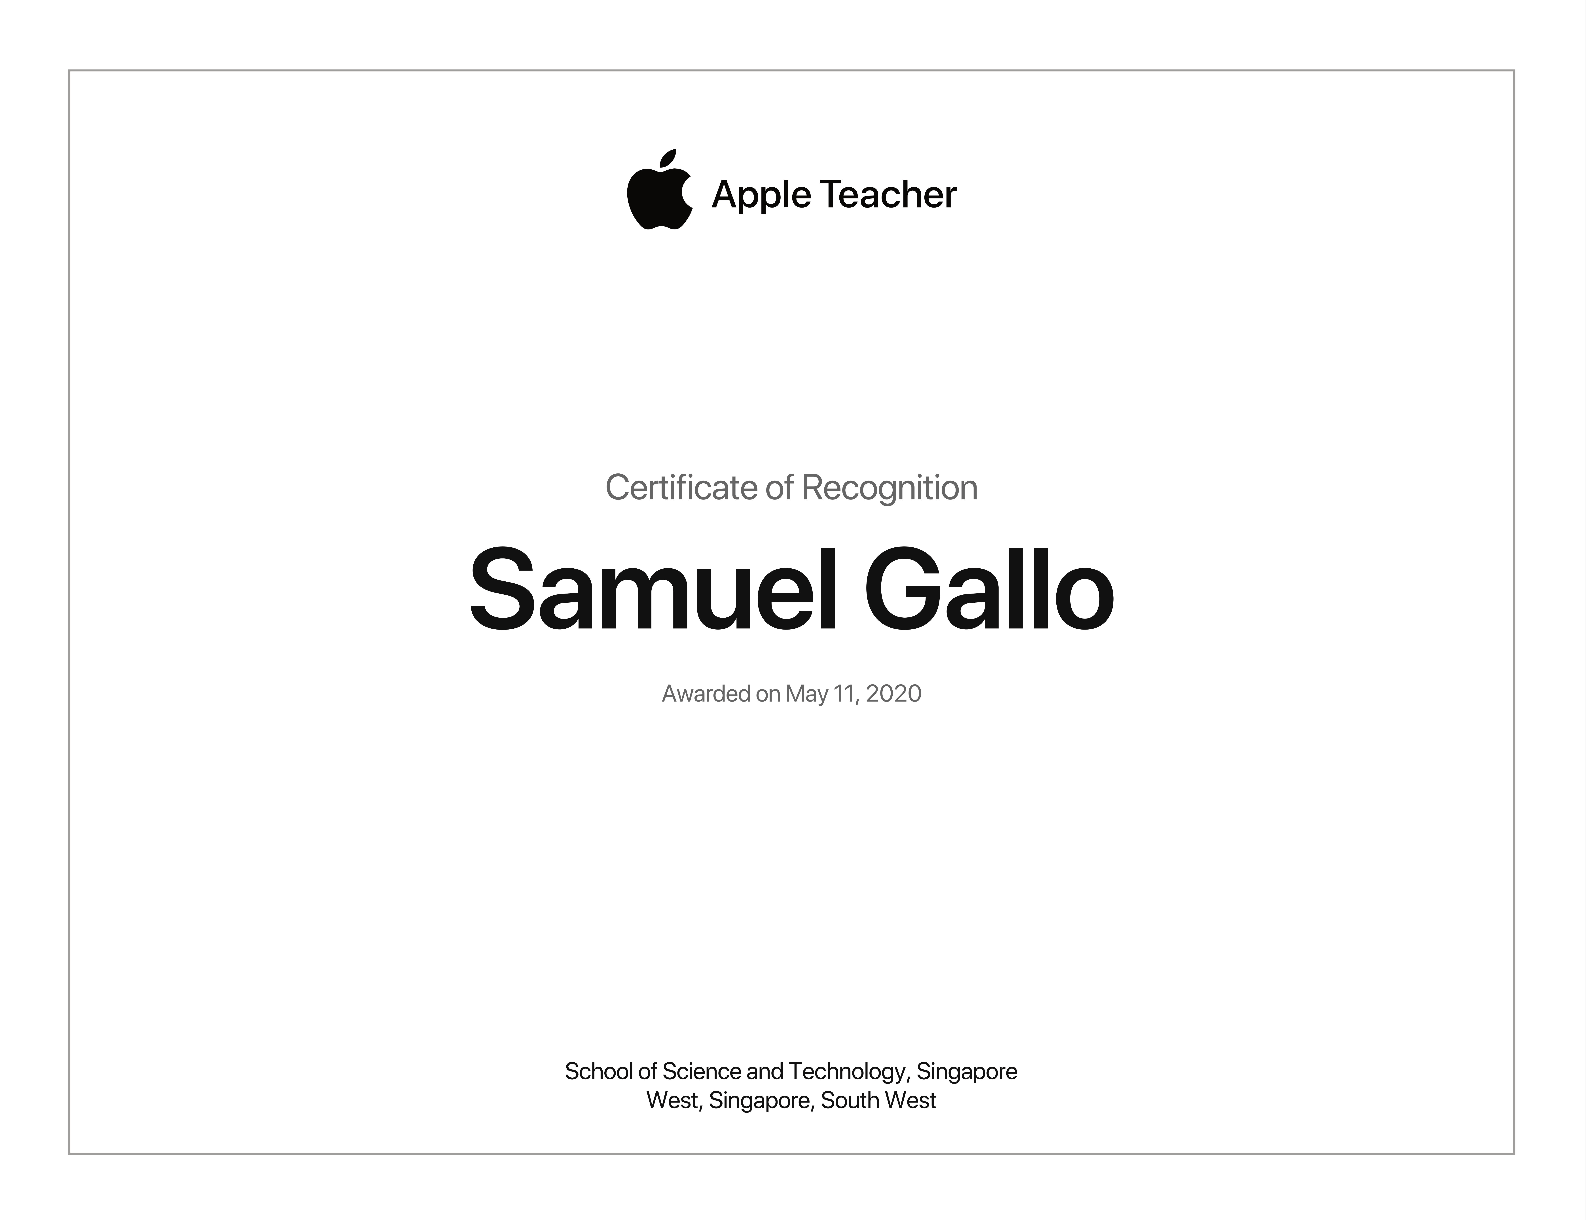 Apple Teacher
Certificate of Recognition
Samuel Gallo
Awarded on May 11, 2020
School of Science and Technology, Singapore
West, Singapore, South West